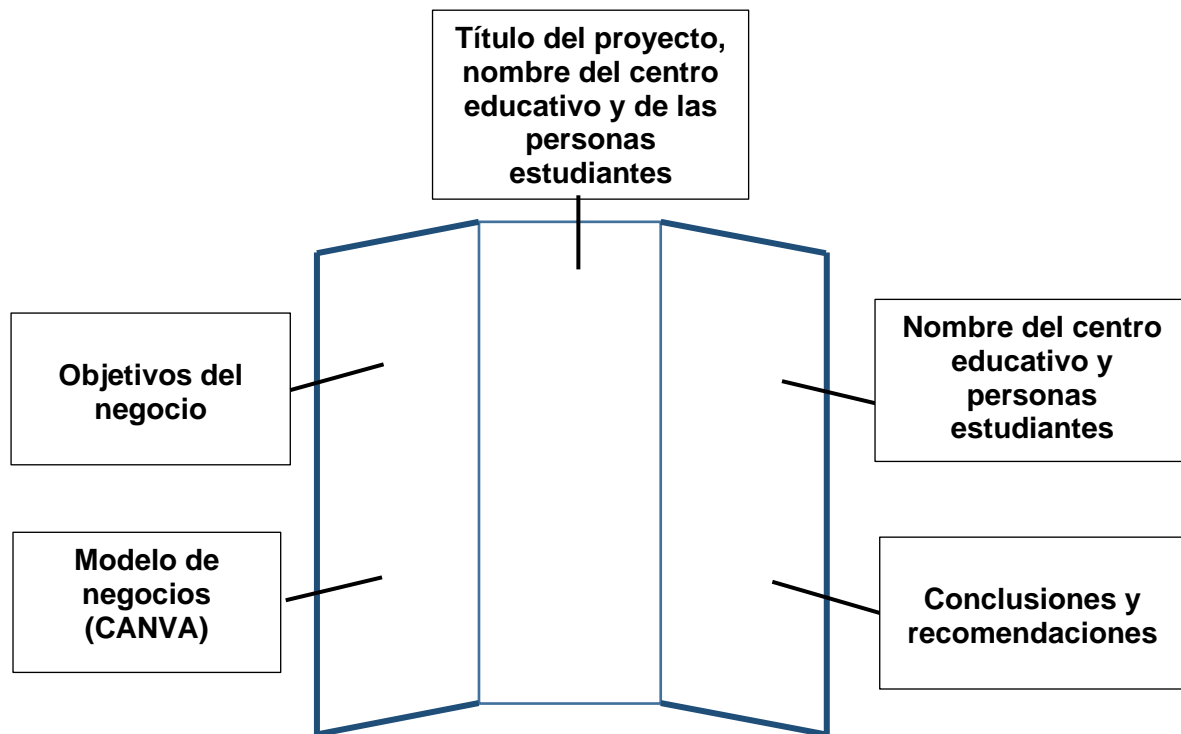 Título del proyecto,
nombre del centro
educativo y de las
personas
estudiantes
Objetivos del
negocio
Nombre del centro
educativo y
personas
estudiantes
Modelo de
negocios
(CANVA)
Conclusiones y
recomendaciones